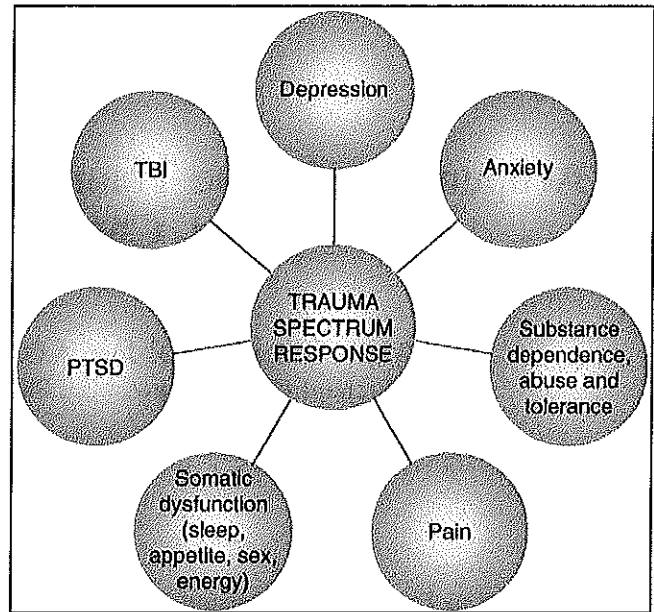 Depression
TBI
Anxiety
TRAUMA
SPECTRUM
RESPONSE
PTSD
Substance
dependence,
abuse and
tolerance
Somatic
dysfunction
(sleep,
appetite, sex,
energy)
Pain